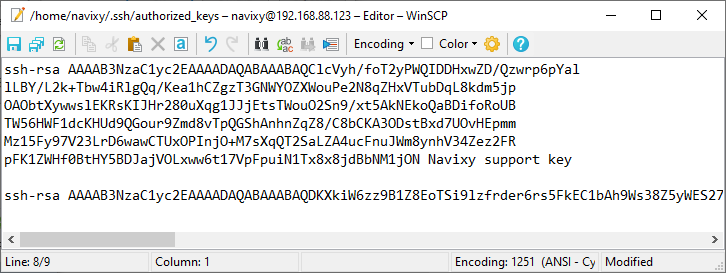 /home/navixy/.ssh/authorized_keys – navixy@192.168.88.123 – Editor – WinSCP
Encoding Color
ssh-rsa AAAAB3NzaC1yc2EAAAADAQABAAABAQClcVyh/foT2yPWQIDDHxwZD/Qzwrp6pYal
lLBY/L2k+Tbw4iRlgQq/Kea1hCZgzT3GNWYOZXWouPe2N8qZHxVTubDqL8kdm5jp
OAObtXywwslEKRsKIJHr280uXqg1JJjEtsTWouO2Sn9/xt5AkNEkoQaBDifoRoUB
TW56HWF1dcKHUd9QGour9Zmd8vTpQGShAnhnZqZ8/C8bCKA3ODstBxd7UOvHEpmm
Mz15Fy97V23LrD6wawCTUxOPInjO+M7sXqQT2SaLZA4ucFnuJWm8ynhV34Zez2FR
pFK1ZWHf0BtHY5BDJajVOLxww6t17VpFpuiN1Tx8x8jdBbNM1jON Navixy support key
ssh-rsa AAAAB3NzaC1yc2EAAAADAQABAAABAQDKXkiW6zz9B1Z8EoTSi9lzfrder6rs5FkEC1bAh9Ws38Z5yWES27
Line: 8/9 Column: 1 Encoding: 1251 (ANSI - Cy Modified